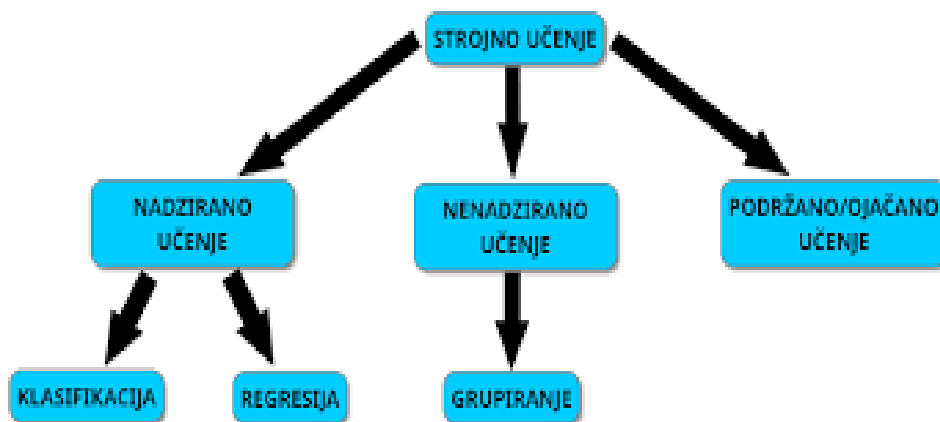 STROJNO UČENJE
NADZIRANO
UČENJE
NENADZIRANO
UČENJE
PODRŽANO/OJAČANO
UČENJE
KLASIFIKACIJA
REGRESIJA
GRUPIRANJE